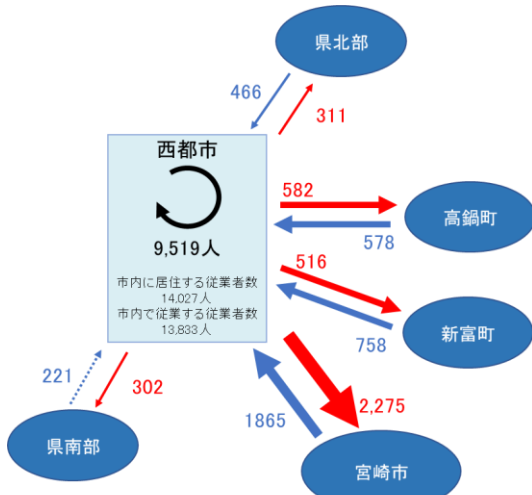 県北部
466
311
西都市
9,519人
市内に居住する従業者数
14,027人
市内で従業する従業者数
13,833人
582
高鍋町
578
516
新富町
758
221
302
1865
2,275
県南部
宮崎市